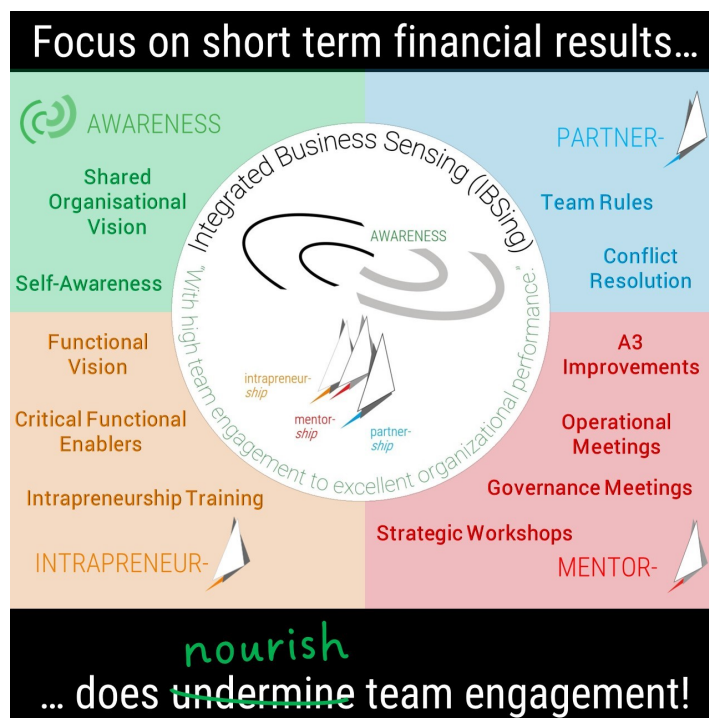 Focus on short term financial results…
AWARENESS
Shared
Organisational
Vision
Self-Awareness
PARTNER-
Team Rules
Conflict
Resolution
Integrated Business Sensing (IBSing)
AWARENESS
intrapreneur-
ship
mentor-
ship
partner-
ship
"With high team engagement to excellent organizational performance."
Functional
Vision
Critical Functional
Enablers
Intrapreneurship Training
INTRAPRENEUR-
A3
Improvements
Operational
Meetings
Governance Meetings
Strategic Workshops
MENTOR-
nourish
… does undermine team engagement!